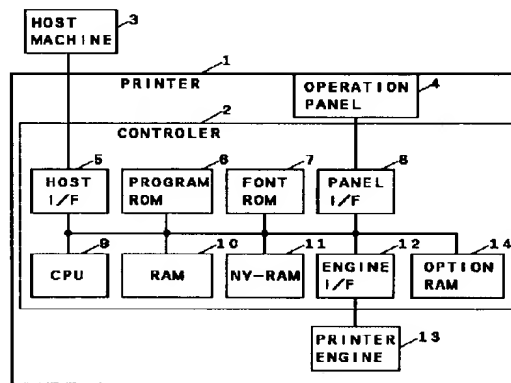 HOST
MACHINE
3
1
PRINTER
OPERATION
PANEL
4
2
CONTROLER
5
6
7
8
HOST
I/F
PROGRAM
ROM
FONT
ROM
PANEL
I/F
9
10
11
12
14
CPU
RAM
NV-RAM
ENGINE
I/F
OPTION
RAM
PRINTER
ENGINE
13